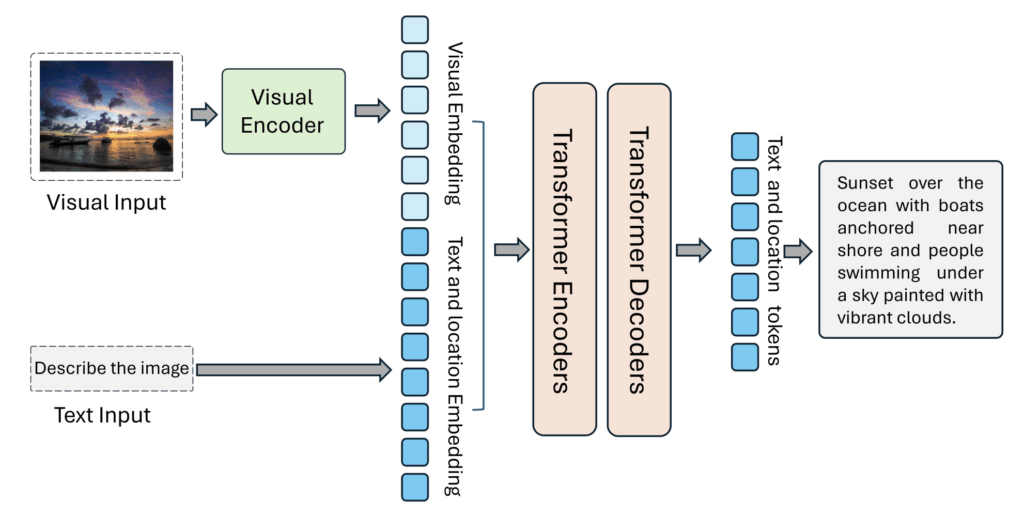 Visual Input
Visual
Encoder
Visual Embedding
Text and location Embedding
Describe the image
Text Input
Transformer Encoders
Transformer Decoders
Text and location tokens
Sunset over the
ocean with boats
anchored near
shore and people
swimming under
a sky painted with
vibrant clouds.